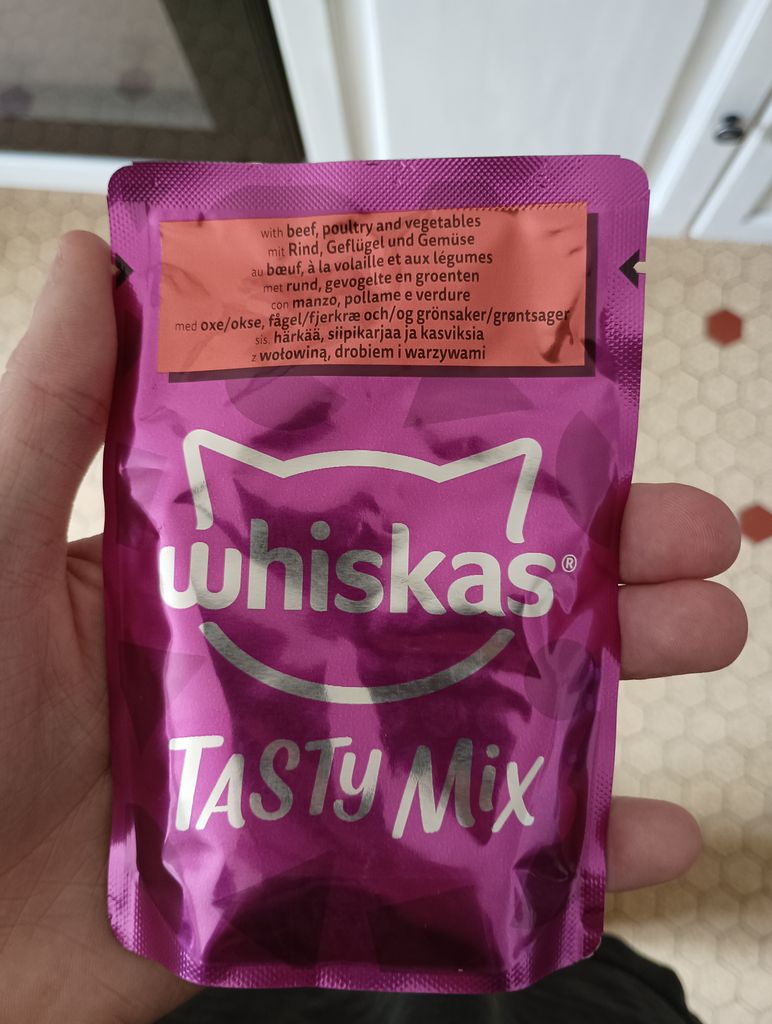 with beef, poultry and vegetables
mit Rind, Geflügel und Gemüse
au bœuf, à la volaille et aux légumes
met rund, gevogelte en groenten
con manzo, pollame e verdure
med oxe/okse, fågel/fjerkræ och/og grönsaker/grøntsager
sis. härkää, siipikarjaa ja kasviksia
z wołowiną, drobiem i warzywami
whiskas®
TASTY MiX